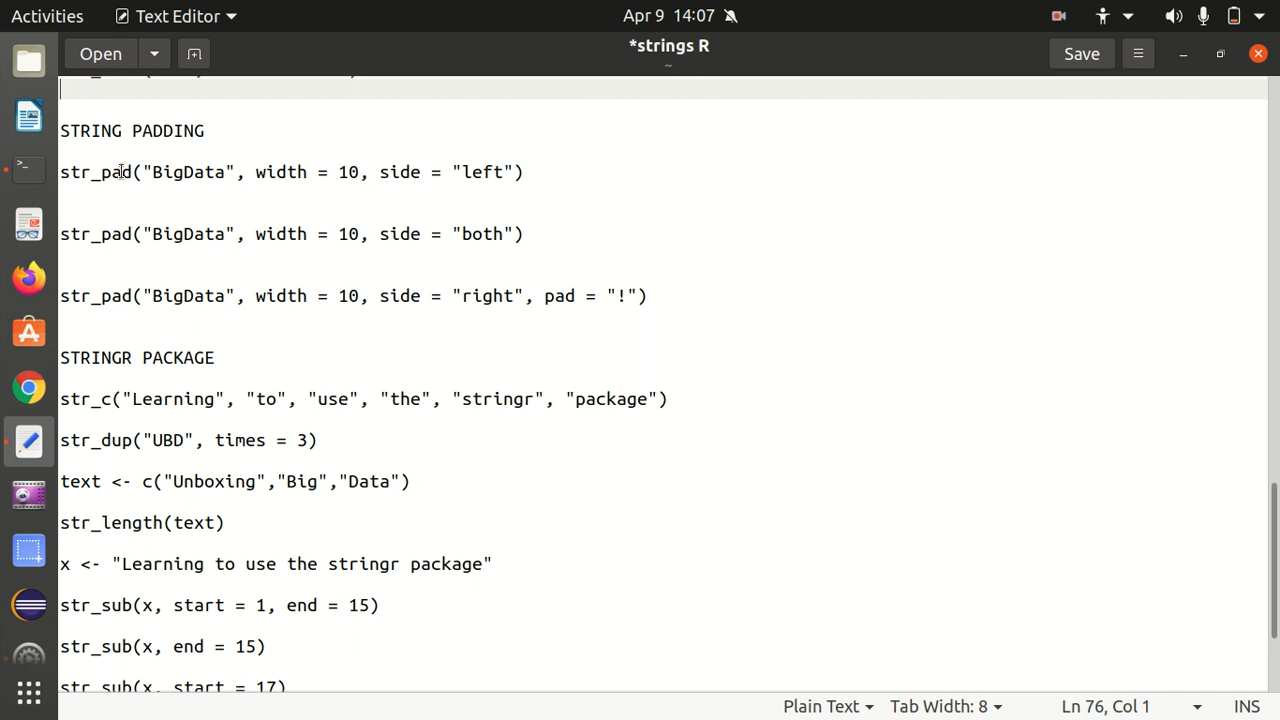 Activities Text Editor Apr 9 14:07
Open *strings R Save
~
STRING PADDING
str_pad("BigData", width = 10, side = "left")
str_pad("BigData", width = 10, side = "both")
str_pad("BigData", width = 10, side = "right", pad = "!")
STRINGR PACKAGE
str_c("Learning", "to", "use", "the", "stringr", "package")
str_dup("UBD", times = 3)
text <- c("Unboxing","Big","Data")
str_length(text)
x <- "Learning to use the stringr package"
str_sub(x, start = 1, end = 15)
str_sub(x, end = 15)
str_sub(x, start = 17)
Plain Text Tab Width: 8 Ln 76, Col 1 INS